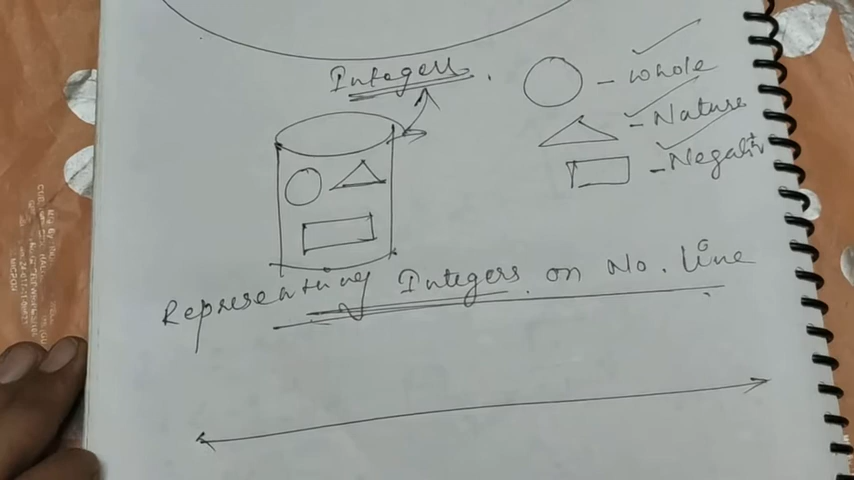 Integers.
- whole
- Nature
- Negativ
Representing Integers on No. line